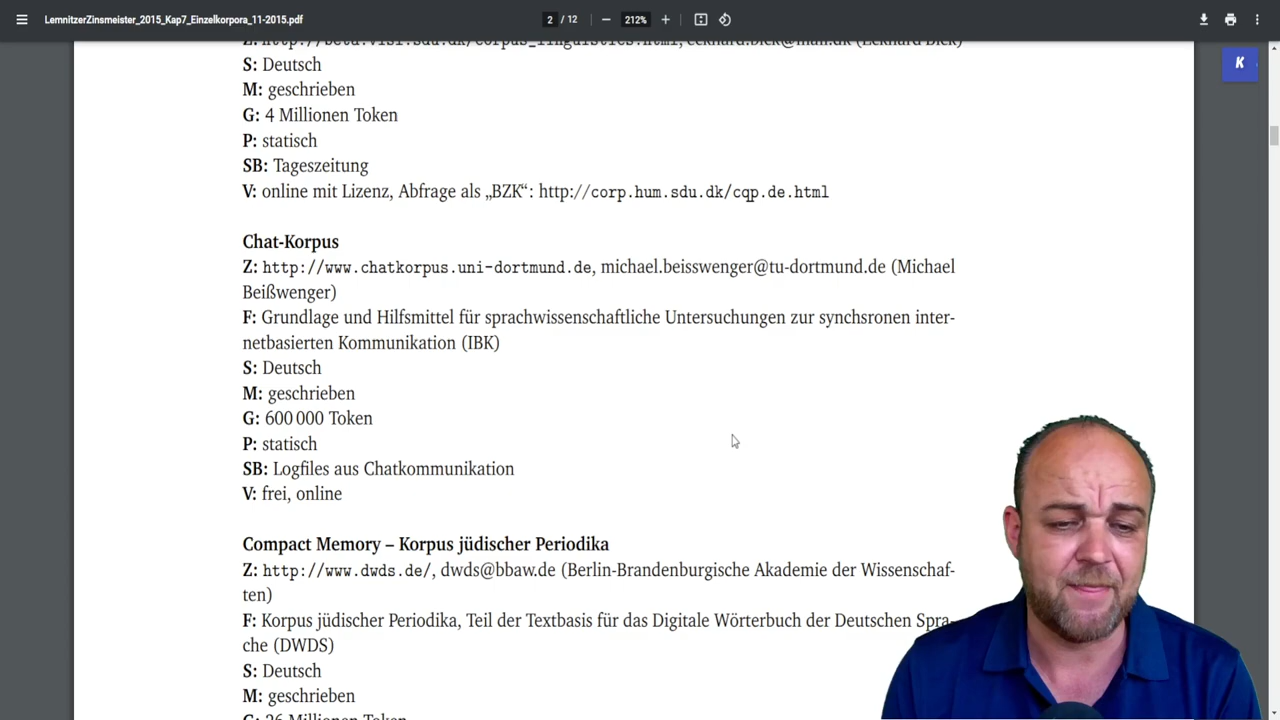 LemnitzerZinsmeister_2015_Kap7_Einzelkorpora_11-2015.pdf
2 / 12
212%
K
S: Deutsch
M: geschrieben
G: 4 Millionen Token
P: statisch
SB: Tageszeitung
V: online mit Lizenz, Abfrage als „BZK“: http://corp.hum.sdu.dk/cqp.de.html
Chat-Korpus
Z: http://www.chatkorpus.uni-dortmund.de, michael.beisswenger@tu-dortmund.de (Michael
Beißwenger)
F: Grundlage und Hilfsmittel für sprachwissenschaftliche Untersuchungen zur synchsronen inter-
netbasierten Kommunikation (IBK)
S: Deutsch
M: geschrieben
G: 600 000 Token
P: statisch
SB: Logfiles aus Chatkommunikation
V: frei, online
Compact Memory – Korpus jüdischer Periodika
Z: http://www.dwds.de/, dwds@bbaw.de (Berlin-Brandenburgische Akademie der Wissenschaf-
ten)
F: Korpus jüdischer Periodika, Teil der Textbasis für das Digitale Wörterbuch der Deutschen Spra-
che (DWDS)
S: Deutsch
M: geschrieben
G: 26 Millionen Token